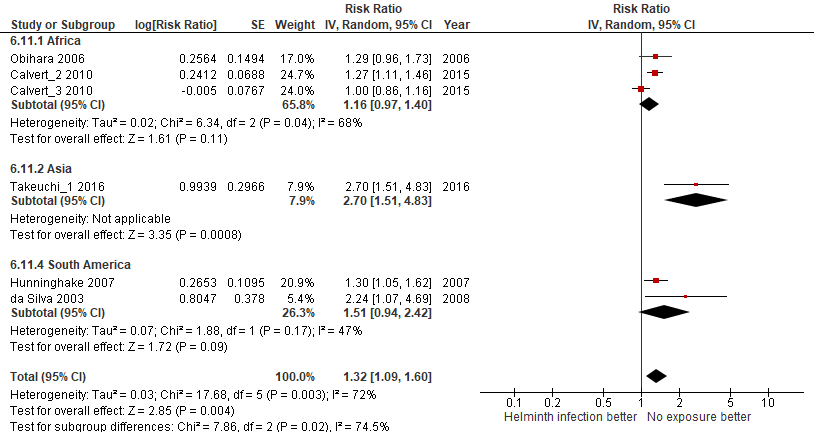 Risk Ratio Risk Ratio
Study or Subgroup log[Risk Ratio] SE Weight IV, Random, 95% CI Year IV, Random, 95% CI
6.11.1 Africa
Obihara 2006 0.2564 0.1494 17.0% 1.29 [0.96, 1.73] 2006
Calvert_2 2010 0.2412 0.0688 24.7% 1.27 [1.11, 1.46] 2015
Calvert_3 2010 -0.005 0.0767 24.0% 1.00 [0.86, 1.16] 2015
Subtotal (95% CI) 65.8% 1.16 [0.97, 1.40]
Heterogeneity: Tau² = 0.02; Chi² = 6.34, df = 2 (P = 0.04); I² = 68%
Test for overall effect: Z = 1.61 (P = 0.11)
6.11.2 Asia
Takeuchi_1 2016 0.9939 0.2966 7.9% 2.70 [1.51, 4.83] 2016
Subtotal (95% CI) 7.9% 2.70 [1.51, 4.83]
Heterogeneity: Not applicable
Test for overall effect: Z = 3.35 (P = 0.0008)
6.11.4 South America
Hunninghake 2007 0.2653 0.1095 20.9% 1.30 [1.05, 1.62] 2007
da Silva 2003 0.8047 0.378 5.4% 2.24 [1.07, 4.69] 2008
Subtotal (95% CI) 26.3% 1.51 [0.94, 2.42]
Heterogeneity: Tau² = 0.07; Chi² = 1.88, df = 1 (P = 0.17); I² = 47%
Test for overall effect: Z = 1.72 (P = 0.09)
Total (95% CI) 100.0% 1.32 [1.09, 1.60]
Heterogeneity: Tau² = 0.03; Chi² = 17.68, df = 5 (P = 0.003); I² = 72%
Test for overall effect: Z = 2.85 (P = 0.004)
Test for subgroup differences: Chi² = 7.86, df = 2 (P = 0.02), I² = 74.5%
0.1 0.2 0.5 1 2 5 10
Helminth infection better No exposure better